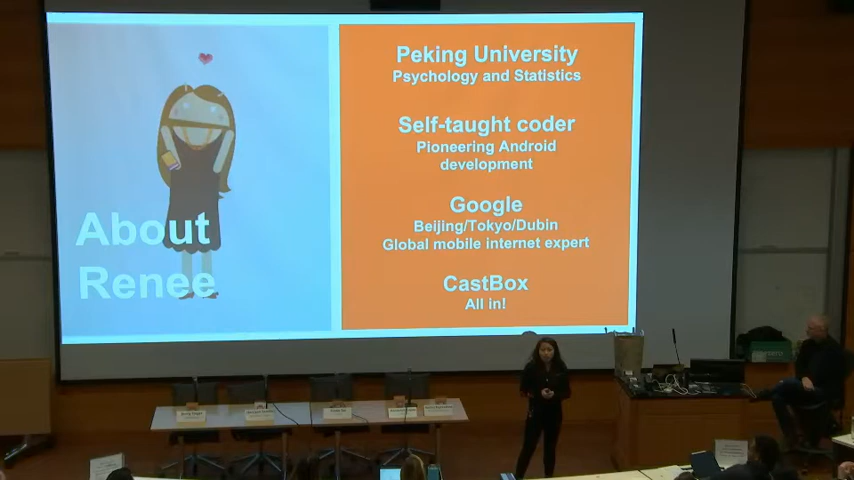 About
Renee
Peking University
Psychology and Statistics
Self-taught coder
Pioneering Android
development
Google
Beijing/Tokyo/Dubin
Global mobile internet expert
CastBox
All in!